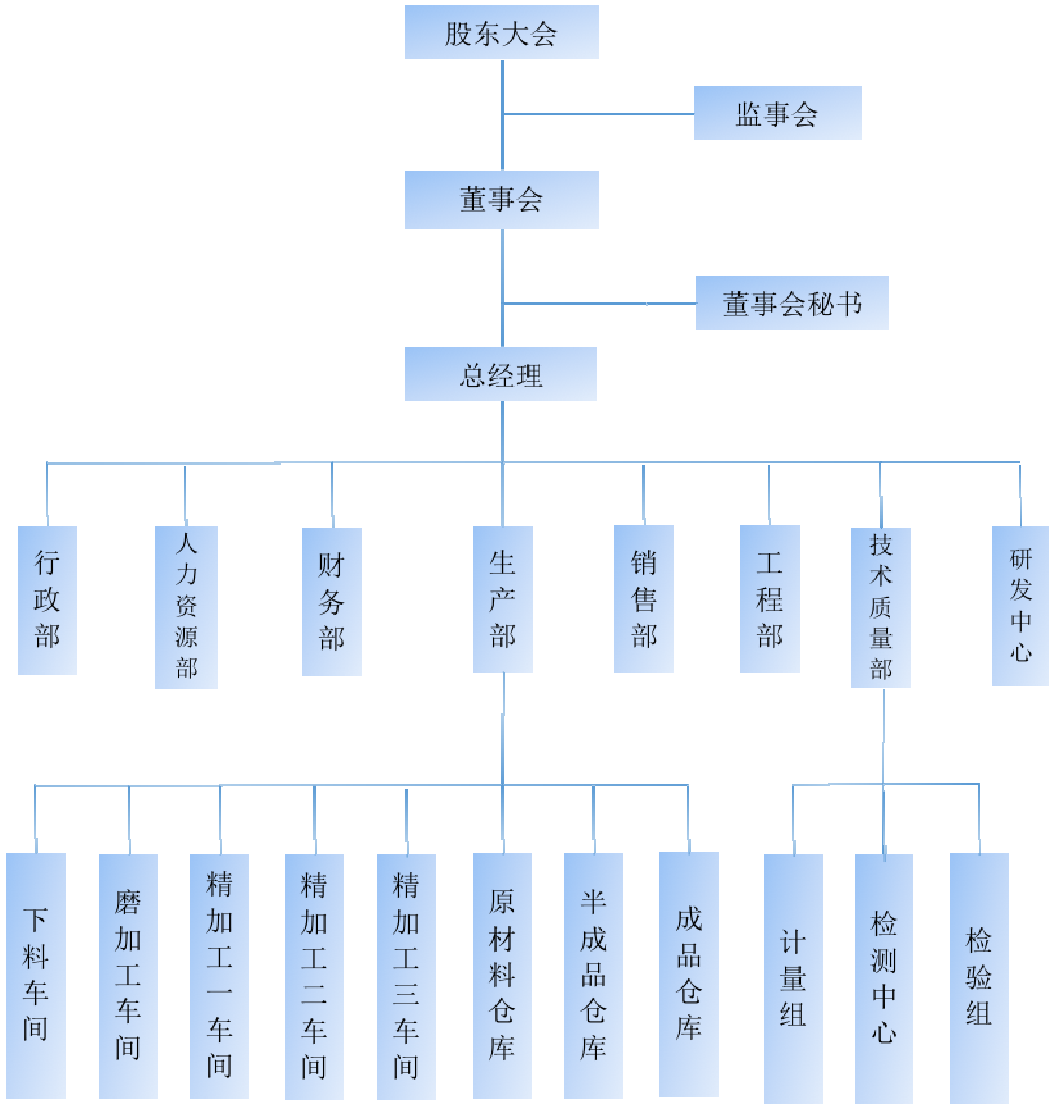 股东大会
监事会
董事会
董事会秘书
总经理
行政部
人力资源部
财务部
生产部
销售部
工程部
技术质量部
研发中心
下料车间
磨加工车间
精加工一车间
精加工二车间
精加工三车间
原材料仓库
半成品仓库
成品仓库
计量组
检测中心
检验组